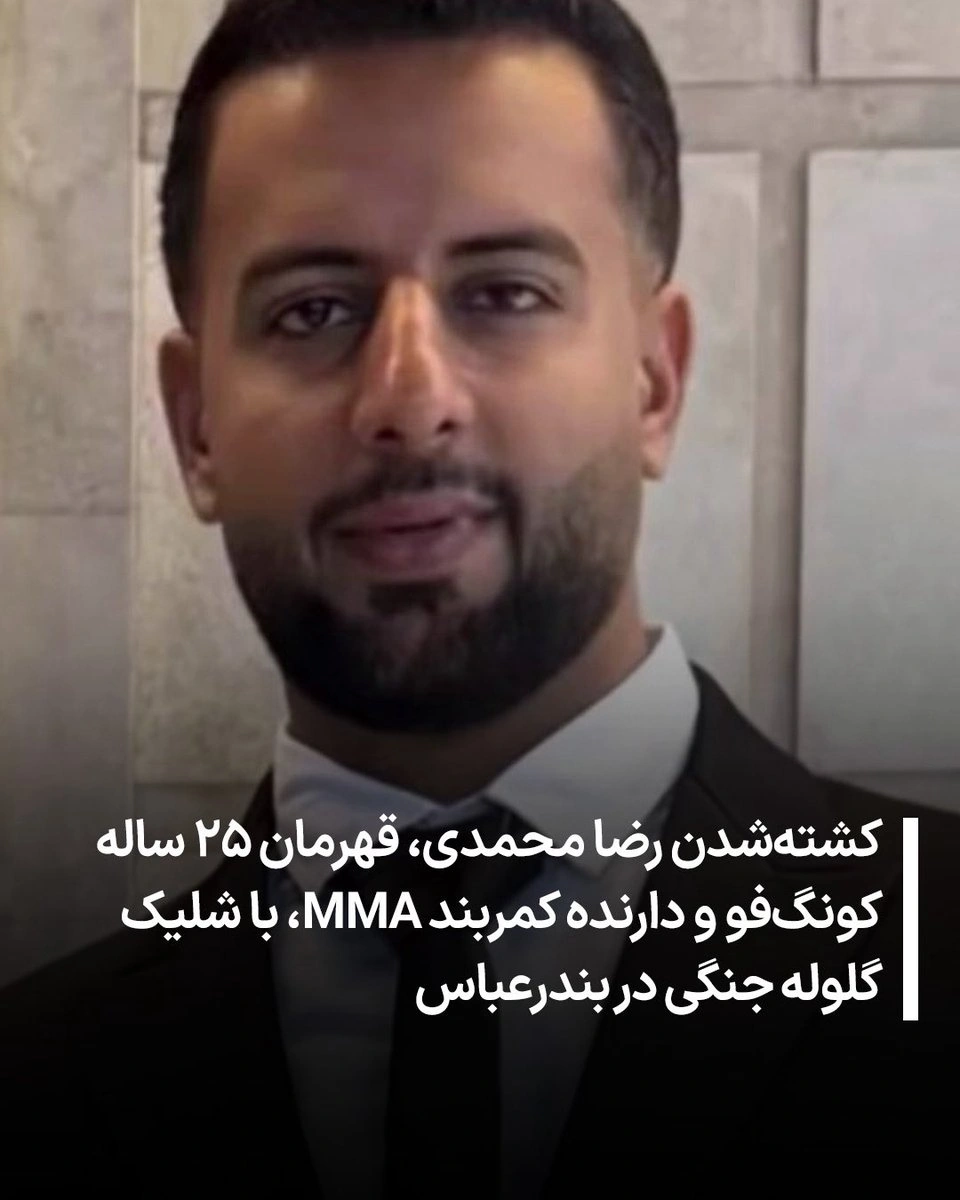 کشته‌شدن رضا محمدی، قهرمان ۲۵ ساله
کونگ‌فو و دارنده کمربند MMA، با شلیک
گلوله جنگی در بندرعباس